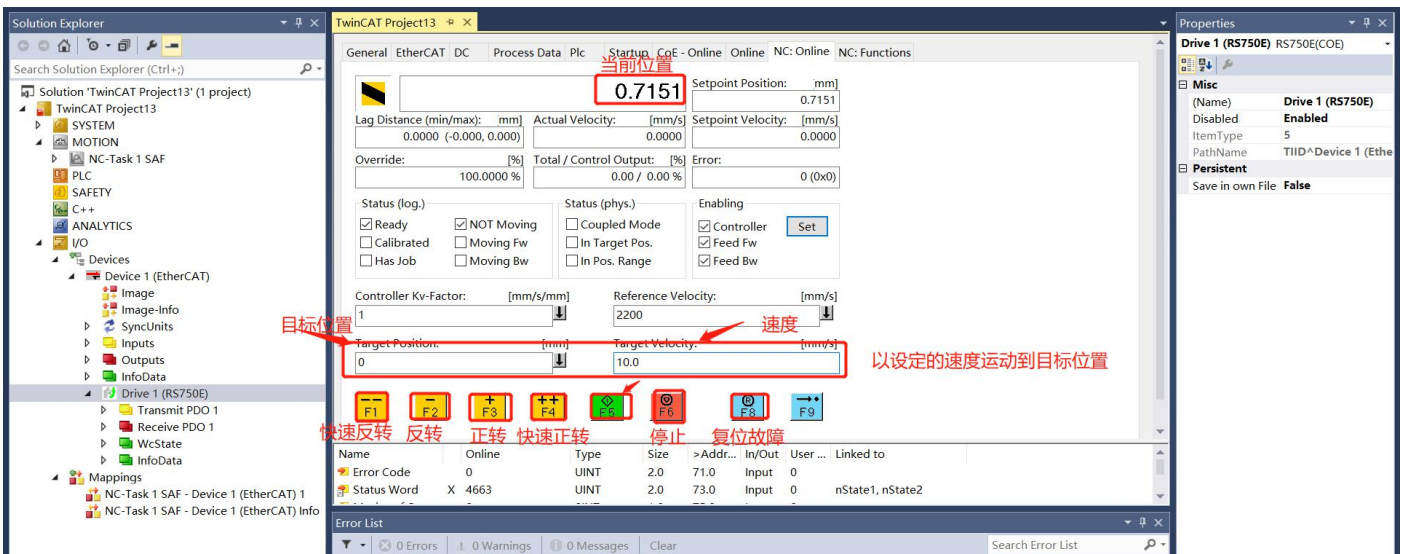 Solution Explorer
Search Solution Explorer (Ctrl+;)
Solution 'TwinCAT Project13' (1 project)
TwinCAT Project13
SYSTEM
MOTION
NC-Task 1 SAF
PLC
SAFETY
C++
ANALYTICS
I/O
Devices
Device 1 (EtherCAT)
Image
Image-Info
SyncUnits
Inputs
Outputs
InfoData
Drive 1 (RS750E)
Transmit PDO 1
Receive PDO 1
WcState
InfoData
Mappings
NC-Task 1 SAF - Device 1 (EtherCAT) 1
NC-Task 1 SAF - Device 1 (EtherCAT) Info
TwinCAT Project13
General EtherCAT DC Process Data Plc Startup CoE - Online Online NC: Online NC: Functions
当前位置
0.7151
Setpoint Position: mm]
0.7151
Lag Distance (min/max): mm] Actual Velocity: [mm/s] Setpoint Velocity: [mm/s]
0.0000 (-0.000, 0.000) 0.0000 0.0000
Override: [%] Total / Control Output: [%] Error:
100.0000 % 0.00 / 0.00 % 0 (0x0)
Status (log.) Status (phys.) Enabling
Ready NOT Moving Coupled Mode Controller Set
Calibrated Moving Fw In Target Pos. Feed Fw
Has Job Moving Bw In Pos. Range Feed Bw
Controller Kv-Factor: [mm/s/mm] Reference Velocity: [mm/s]
1 2200
目标位置 速度
Target Position: [mm] Target Velocity: [mm/s]
0 10.0
以设定的速度运动到目标位置
-- - + ++
F1 F2 F3 F4 F5 F6 F8 F9
快速反转 反转 正转 快速正转 停止 复位故障
Name Online Type Size >Addr... In/Out User ... Linked to
Error Code 0 UINT 2.0 71.0 Input 0
Status Word X 4663 UINT 2.0 73.0 Input 0 nState1, nState2
Error List
0 Errors 0 Warnings 0 Messages Clear Search Error List
Properties
Drive 1 (RS750E) RS750E(COE)
Misc
(Name) Drive 1 (RS750E)
Disabled Enabled
ItemType 5
PathName TIID^Device 1 (Ethe
Persistent
Save in own File False